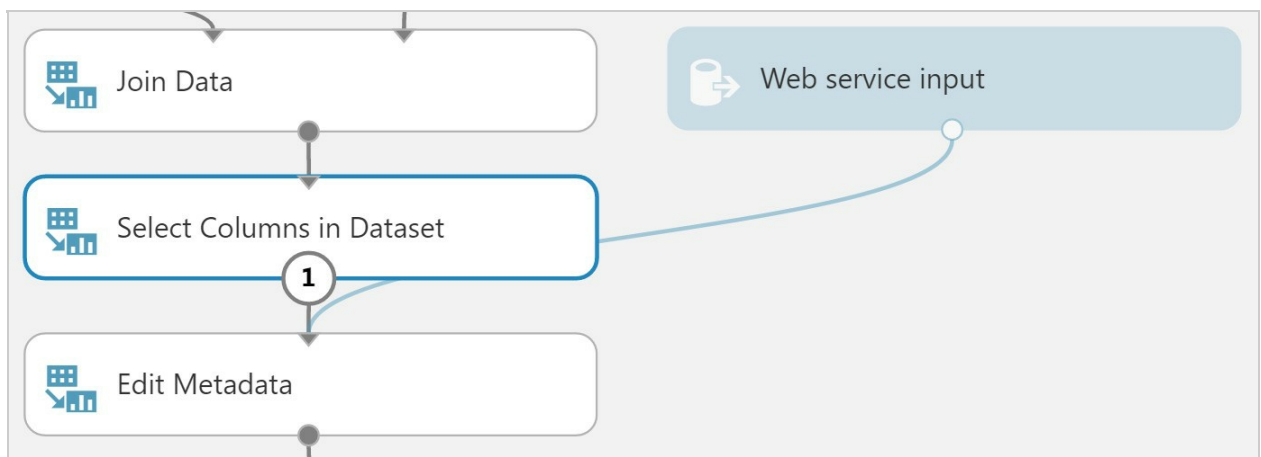 Join Data
Web service input
Select Columns in Dataset
1
Edit Metadata